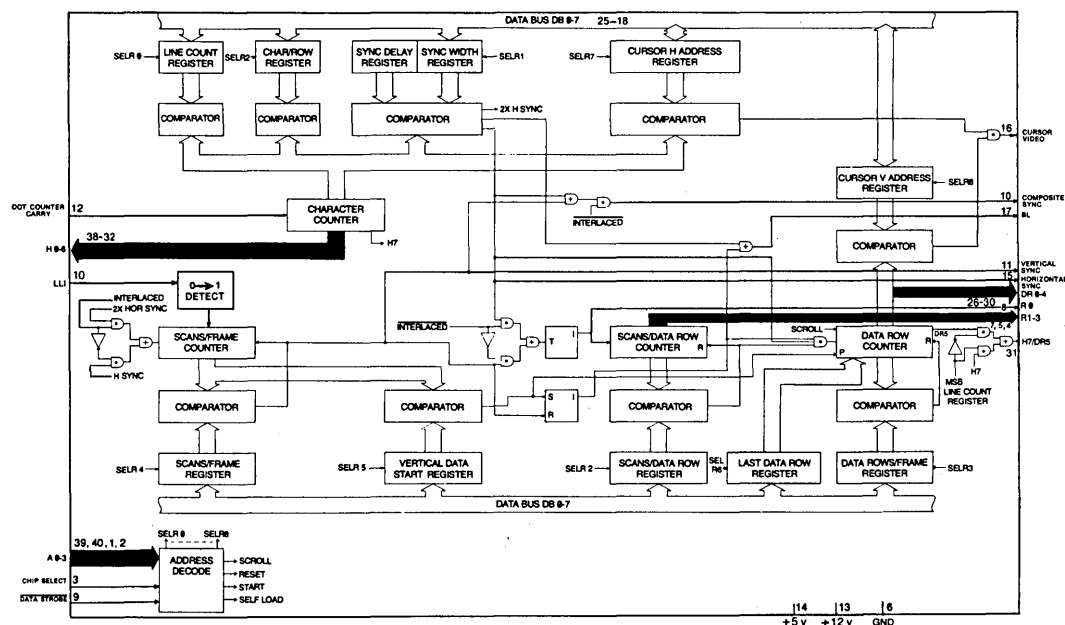 DATA BUS DB 0-7 25-18
SELR 0
LINE COUNT
REGISTER
SELR2
CHAR/ROW
REGISTER
SYNC DELAY
REGISTER
SYNC WIDTH
REGISTER
SELR1
SELR7
CURSOR H ADDRESS
REGISTER
COMPARATOR
COMPARATOR
COMPARATOR
2X H SYNC
COMPARATOR
16
CURSOR
VIDEO
CURSOR V ADDRESS
REGISTER
SELR8
DOT COUNTER
CARRY
12
CHARACTER
COUNTER
H7
INTERLACED
10
COMPOSITE
SYNC
17
BL
H 0-6
38-32
COMPARATOR
11
VERTICAL
SYNC
15
HORIZONTAL
SYNC
LLI
10
0→1
DETECT
DR 0-4
26-30
8
R 0
R1-3
7, 5, 4
INTERLACED
2X HOR SYNC
H SYNC
SCANS/FRAME
COUNTER
INTERLACED
T
I
SCANS/DATA ROW
COUNTER
R
SCROLL
DATA ROW
COUNTER
P
R
DR5
H7/DR5
31
H7
MSB
LINE COUNT
REGISTER
COMPARATOR
COMPARATOR
S
I
R
COMPARATOR
COMPARATOR
SELR 4
SCANS/FRAME
REGISTER
SELR 5
VERTICAL DATA
START REGISTER
SELR 2
SCANS/DATA ROW
REGISTER
SEL
R6
LAST DATA ROW
REGISTER
DATA ROWS/FRAME
REGISTER
SELR3
DATA BUS DB 0-7
SELR 0
SELR8
A 0-3
39, 40, 1, 2
ADDRESS
DECODE
SCROLL
RESET
START
SELF LOAD
CHIP SELECT
3
DATA STROBE
9
14
+5 V
13
+12 V
6
GND